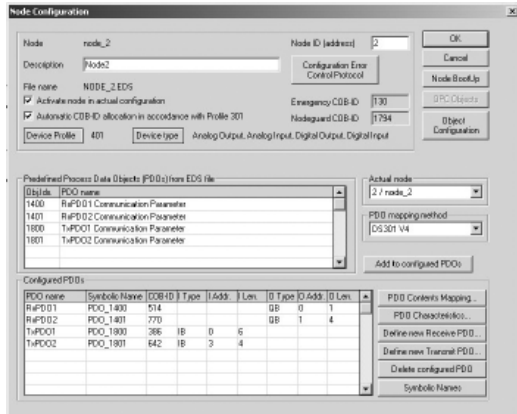 Node Configuration
Node node_2 Node ID (address) 2 OK
Description Node2 Configuration Error Control Protocol Cancel
Node BootUp
File name NODE_2.EDS
Activate node in actual configuration Emergency COB-ID 130
Automatic COB-ID allocation in accordance with Profile 301 Nodeguard COB-ID 1794 Object Configuration
Device Profile 401 Device type Analog Output, Analog Input, Digital Output, Digital Input
Predefined Process Data Objects (PDOs) from EDS file Actual node
Obj.Idx. PDO name 2 / node_2
1400 RxPDO1 Communication Parameter
1401 RxPDO2 Communication Parameter PDO mapping method
1800 TxPDO1 Communication Parameter DS301 V4
1801 TxPDO2 Communication Parameter
Add to configured PDOs
Configured PDOs
PDO name Symbolic Name COB-ID I Type I Addr. I Len. O Type O Addr. O Len. PDO Contents Mapping...
RxPDO1 PDO_1400 514 QB 0 1 PDO Characteristics...
RxPDO2 PDO_1401 770 QB 1 4
TxPDO1 PDO_1800 386 IB 0 6 Define new Receive PDO...
TxPDO2 PDO_1801 642 IB 3 4 Define new Transmit PDO...
Delete configured PDO
Symbolic Names